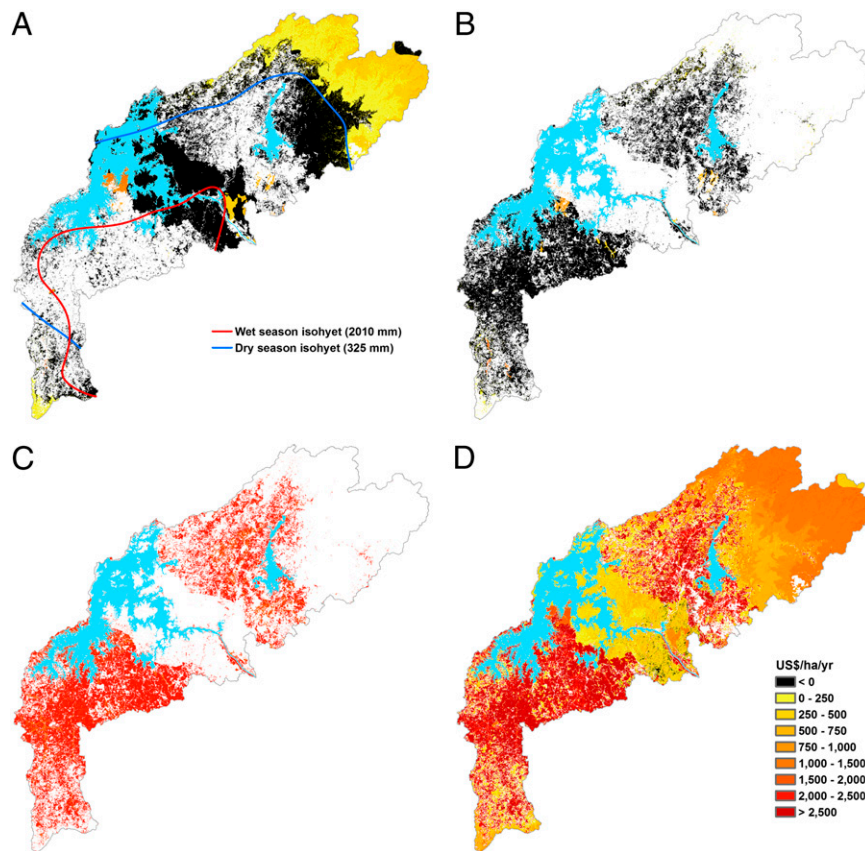 A
B
Wet season isohyet (2010 mm)
Dry season isohyet (325 mm)
C
D
US$/ha/yr
< 0
0 - 250
250 - 500
500 - 750
750 - 1,000
1,000 - 1,500
1,500 - 2,000
2,000 - 2,500
> 2,500